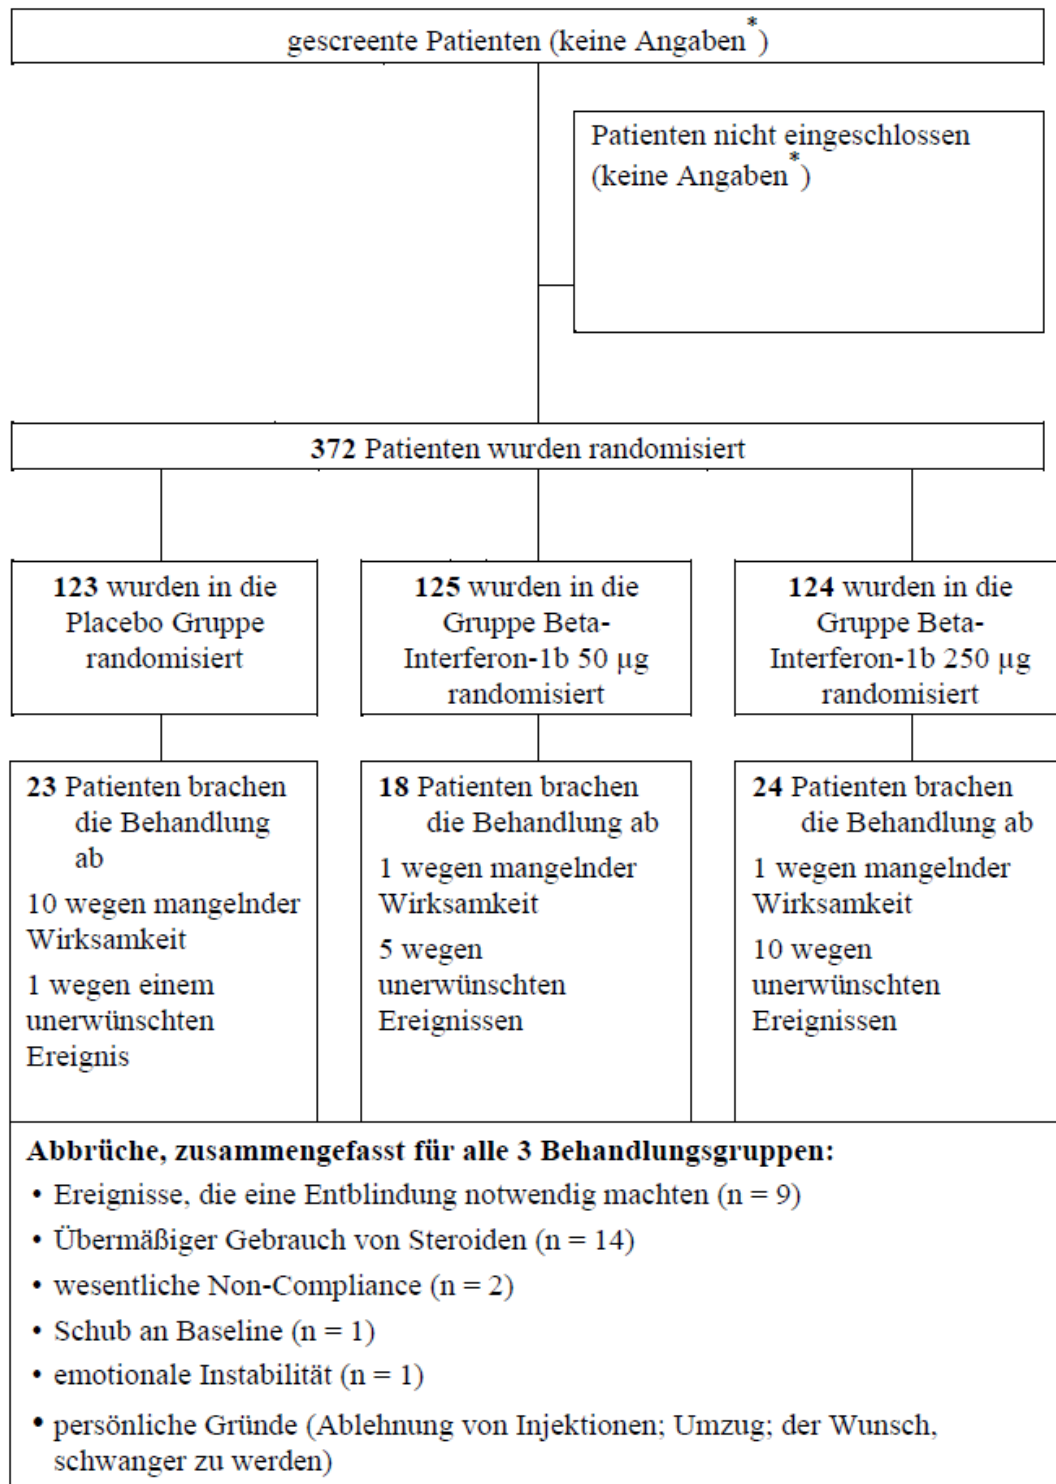 gescreente Patienten (keine Angaben*)
Patienten nicht eingeschlossen
(keine Angaben*)
372 Patienten wurden randomisiert
123 wurden in die
Placebo Gruppe
randomisiert
125 wurden in die
Gruppe Beta-
Interferon-1b 50 µg
randomisiert
124 wurden in die
Gruppe Beta-
Interferon-1b 250 µg
randomisiert
23 Patienten brachen
die Behandlung
ab
10 wegen mangelnder
Wirksamkeit
1 wegen einem
unerwünschten
Ereignis
18 Patienten brachen
die Behandlung ab
1 wegen mangelnder
Wirksamkeit
5 wegen
unerwünschten
Ereignissen
24 Patienten brachen
die Behandlung ab
1 wegen mangelnder
Wirksamkeit
10 wegen
unerwünschten
Ereignissen
Abbrüche, zusammengefasst für alle 3 Behandlungsgruppen:
• Ereignisse, die eine Entblindung notwendig machten (n = 9)
• Übermäßiger Gebrauch von Steroiden (n = 14)
• wesentliche Non-Compliance (n = 2)
• Schub an Baseline (n = 1)
• emotionale Instabilität (n = 1)
• persönliche Gründe (Ablehnung von Injektionen; Umzug; der Wunsch,
schwanger zu werden)